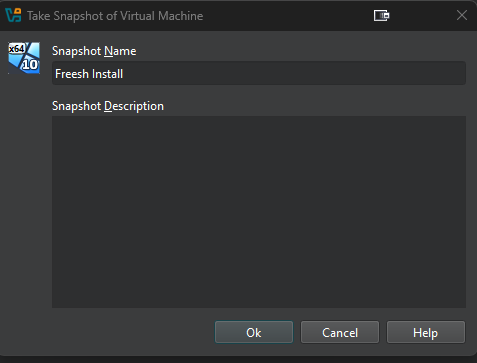 Take Snapshot of Virtual Machine
x64
10
Snapshot Name
Freesh Install
Snapshot Description
Ok Cancel Help